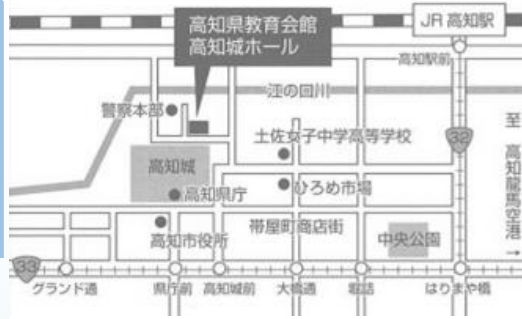 高知県教育会館
高知城ホール
JR高知駅
高知駅前
江の口川
警察本部
32
土佐女子中学高等学校
至 高知龍馬空港→
高知城
高知県庁
ひろめ市場
高知市役所
帯屋町商店街
中央公園
33
グランド通
県庁前
高知城前
大橋通
堀詰
はりまや橋